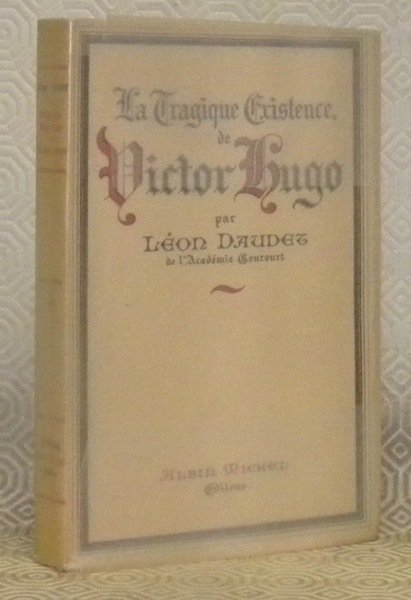 La Tragique Existence
de
Victor Hugo
par
LÉON DAUDET
de l'Académie Goncourt
ALBIN MICHEL
Éditeur